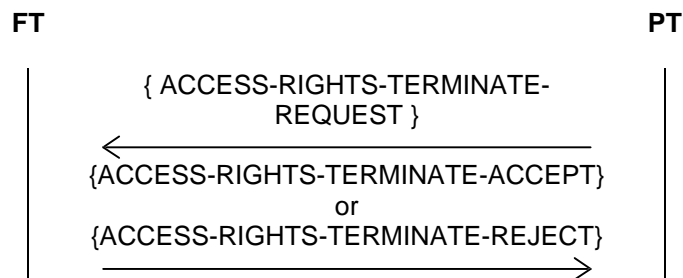 FT PT
{ ACCESS-RIGHTS-TERMINATE-
REQUEST }
{ACCESS-RIGHTS-TERMINATE-ACCEPT}
or
{ACCESS-RIGHTS-TERMINATE-REJECT}